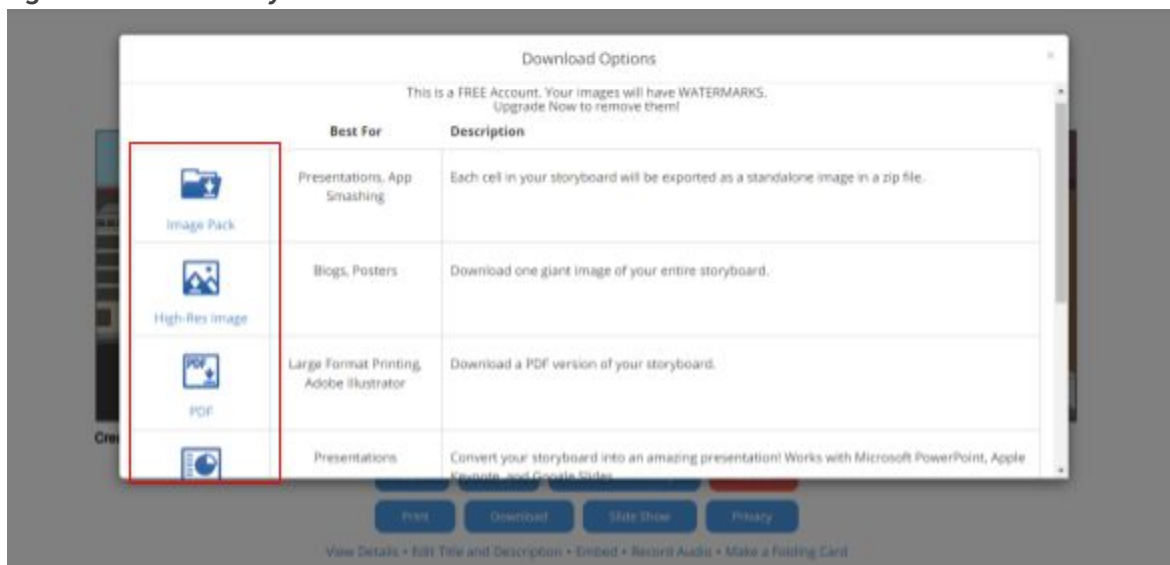 Download Options
×
This is a FREE Account. Your images will have WATERMARKS.
Upgrade Now to remove them!
Best For
Description
Image Pack
Presentations, App
Smashing
Each cell in your storyboard will be exported as a standalone image in a zip file.
High-Res Image
Blogs, Posters
Download one giant image of your entire storyboard.
PDF
PDF
Large Format Printing,
Adobe Illustrator
Download a PDF version of your storyboard.
Presentations
Convert your storyboard into an amazing presentation! Works with Microsoft PowerPoint, Apple
Keynote, and Google Slides
Print
Download
Slide Show
Privacy
View Details • Edit Title and Description • Embed • Record Audio • Make a Folding Card